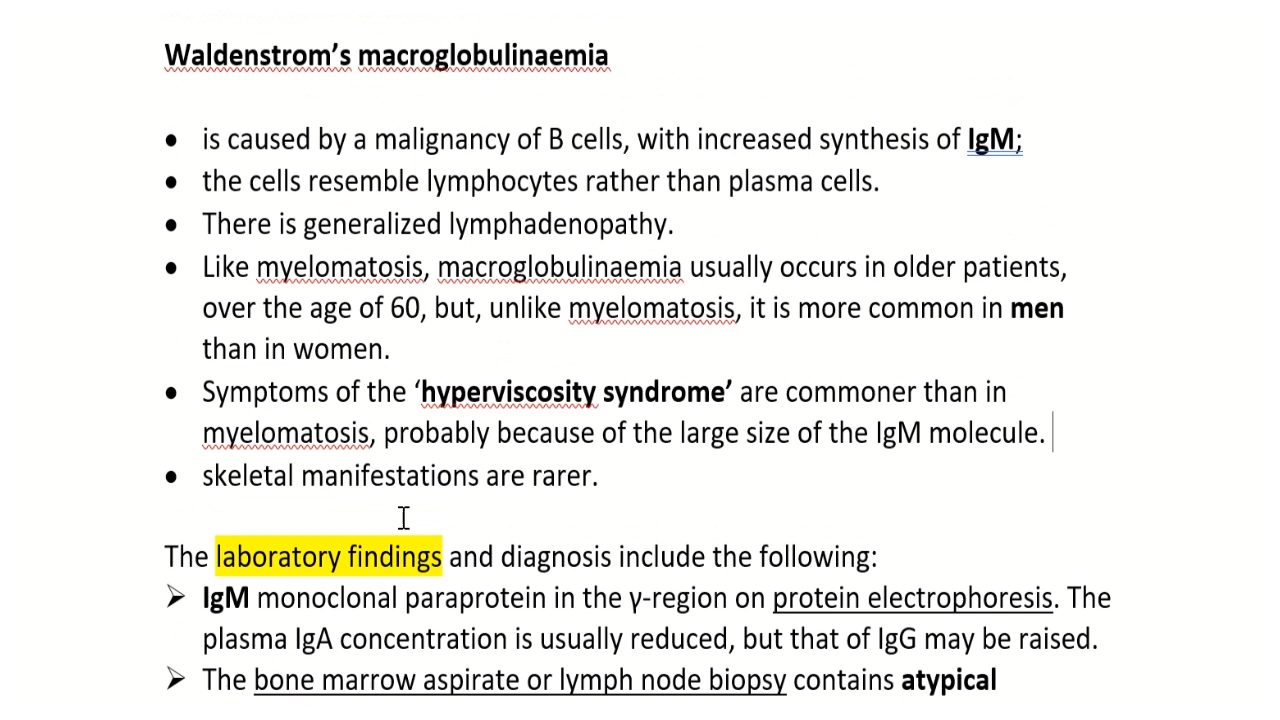 Waldenstrom’s macroglobulinaemia
• is caused by a malignancy of B cells, with increased synthesis of IgM;
• the cells resemble lymphocytes rather than plasma cells.
• There is generalized lymphadenopathy.
• Like myelomatosis, macroglobulinaemia usually occurs in older patients,
over the age of 60, but, unlike myelomatosis, it is more common in men
than in women.
• Symptoms of the ‘hyperviscosity syndrome’ are commoner than in
myelomatosis, probably because of the large size of the IgM molecule.
• skeletal manifestations are rarer.
The laboratory findings and diagnosis include the following:
➢ IgM monoclonal paraprotein in the γ-region on protein electrophoresis. The
plasma IgA concentration is usually reduced, but that of IgG may be raised.
➢ The bone marrow aspirate or lymph node biopsy contains atypical